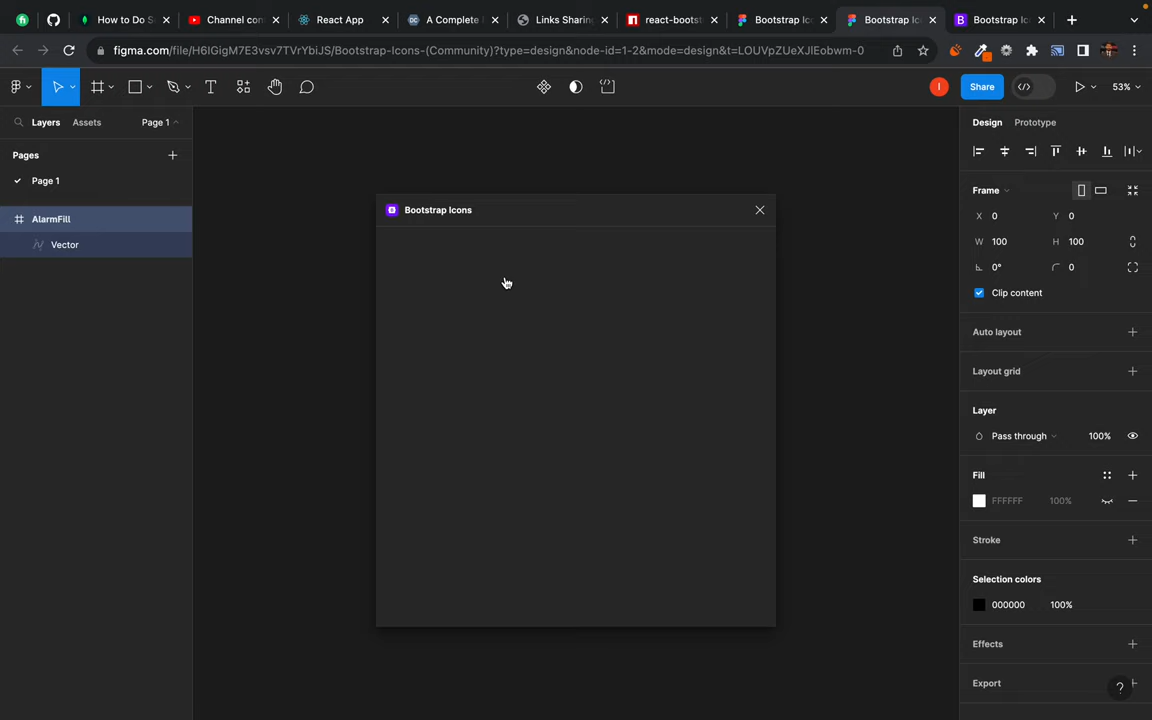 How to Do S
Channel con
React App
A Complete
Links Sharin
react-bootst
Bootstrap Ic
Bootstrap Ic
Bootstrap Ic
figma.com/file/H6IGigM7E3vsv7TVrYbiJS/Bootstrap-Icons-(Community)?type=design&node-id=1-2&mode=design&t=LOUVpZUeXJlEobwm-0
I
Share
53%
Layers
Assets
Page 1
Design
Prototype
Pages
Page 1
Frame
AlarmFill
Vector
Bootstrap Icons
X 0
Y 0
W 100
H 100
0°
0
Clip content
Auto layout
Layout grid
Layer
Pass through
100%
Fill
FFFFFF
100%
Stroke
Selection colors
000000
100%
Effects
Export
?